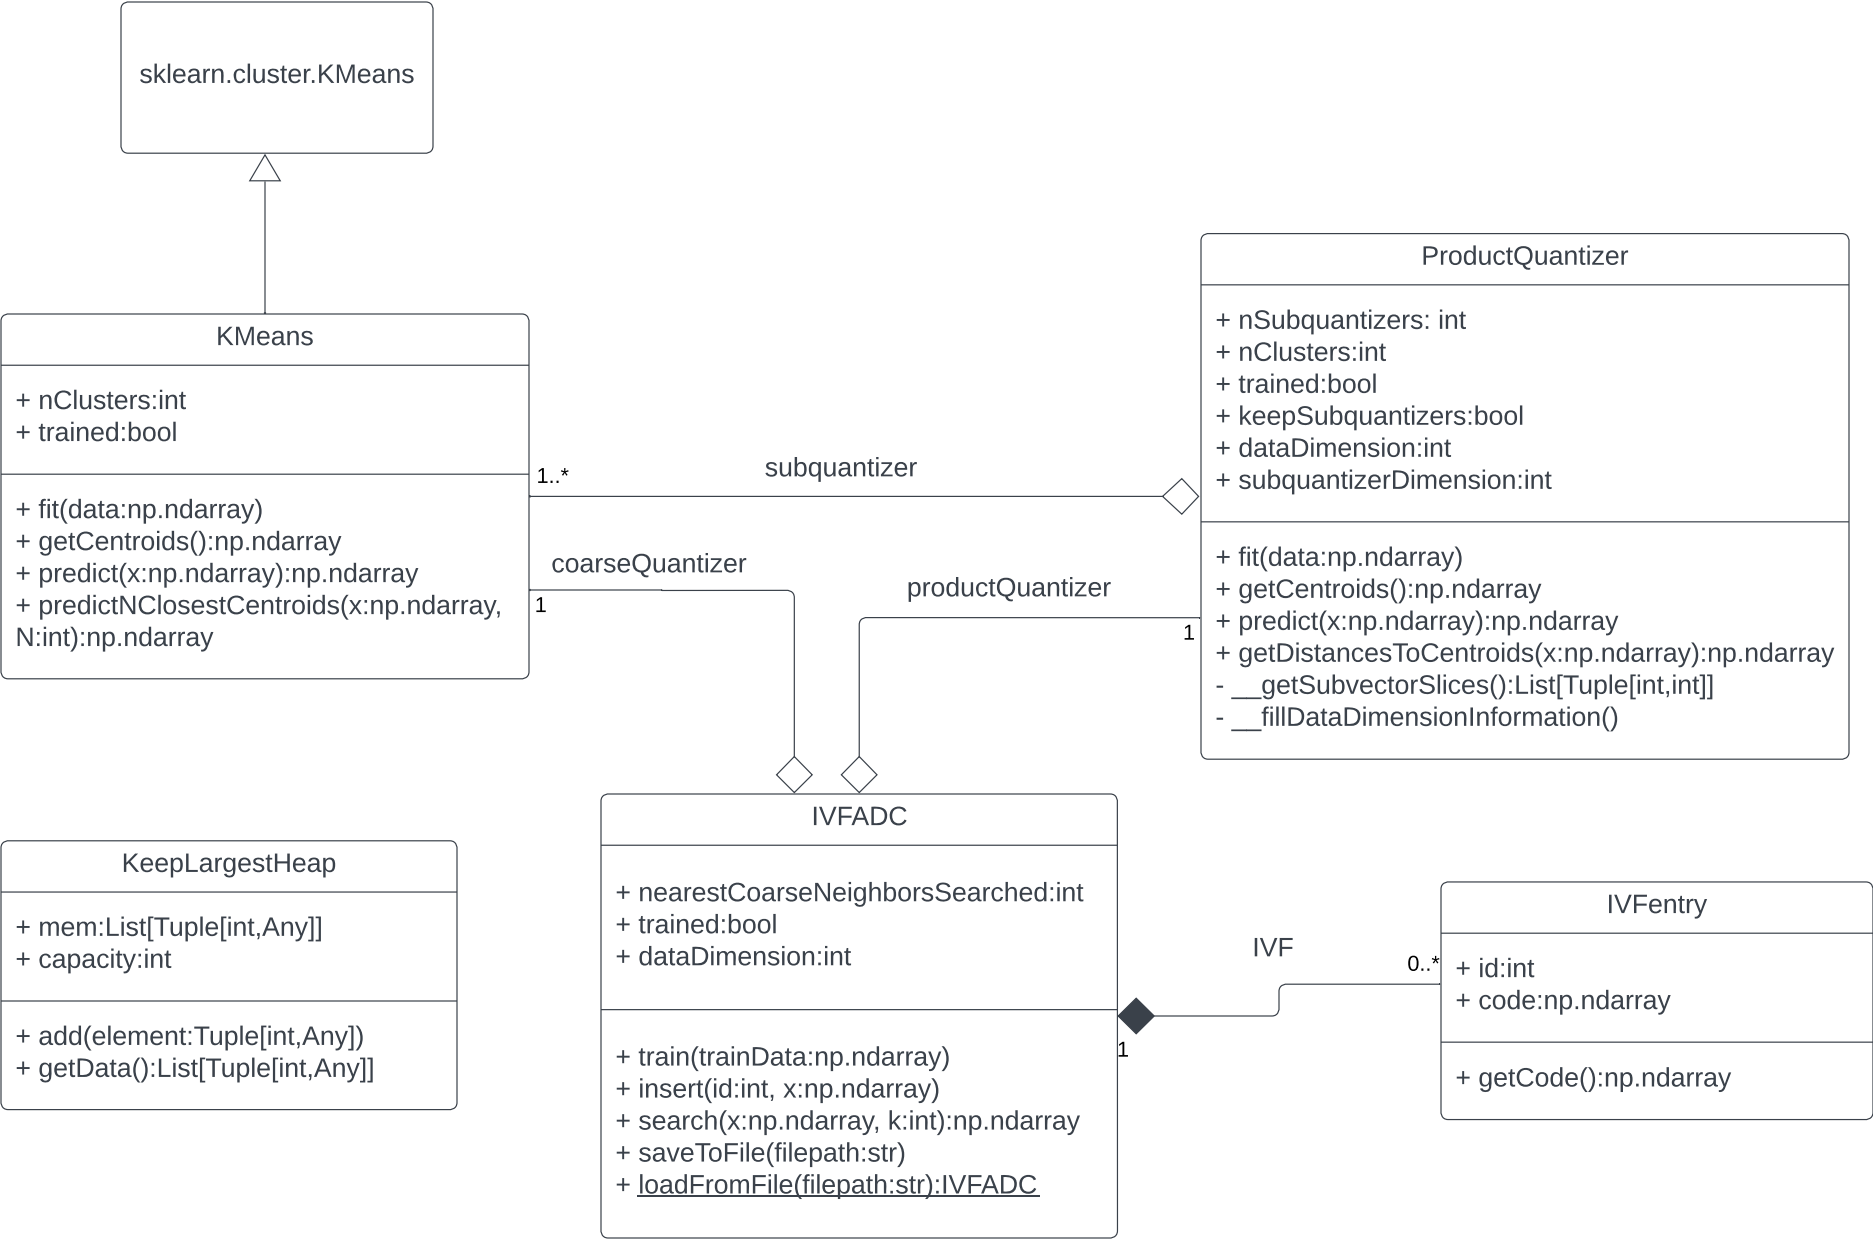 sklearn.cluster.KMeans
KMeans
+ nClusters:int
+ trained:bool
+ fit(data:np.ndarray)
+ getCentroids():np.ndarray
+ predict(x:np.ndarray):np.ndarray
+ predictNClosestCentroids(x:np.ndarray,
N:int):np.ndarray
1..*
subquantizer
coarseQuantizer
1
productQuantizer
1
ProductQuantizer
+ nSubquantizers: int
+ nClusters:int
+ trained:bool
+ keepSubquantizers:bool
+ dataDimension:int
+ subquantizerDimension:int
+ fit(data:np.ndarray)
+ getCentroids():np.ndarray
+ predict(x:np.ndarray):np.ndarray
+ getDistancesToCentroids(x:np.ndarray):np.ndarray
- __getSubvectorSlices():List[Tuple[int,int]]
- __fillDataDimensionInformation()
KeepLargestHeap
+ mem:List[Tuple[int,Any]]
+ capacity:int
+ add(element:Tuple[int,Any])
+ getData():List[Tuple[int,Any]]
IVFADC
+ nearestCoarseNeighborsSearched:int
+ trained:bool
+ dataDimension:int
+ train(trainData:np.ndarray)
+ insert(id:int, x:np.ndarray)
+ search(x:np.ndarray, k:int):np.ndarray
+ saveToFile(filepath:str)
+ loadFromFile(filepath:str):IVFADC
IVF
0..*
1
IVFentry
+ id:int
+ code:np.ndarray
+ getCode():np.ndarray